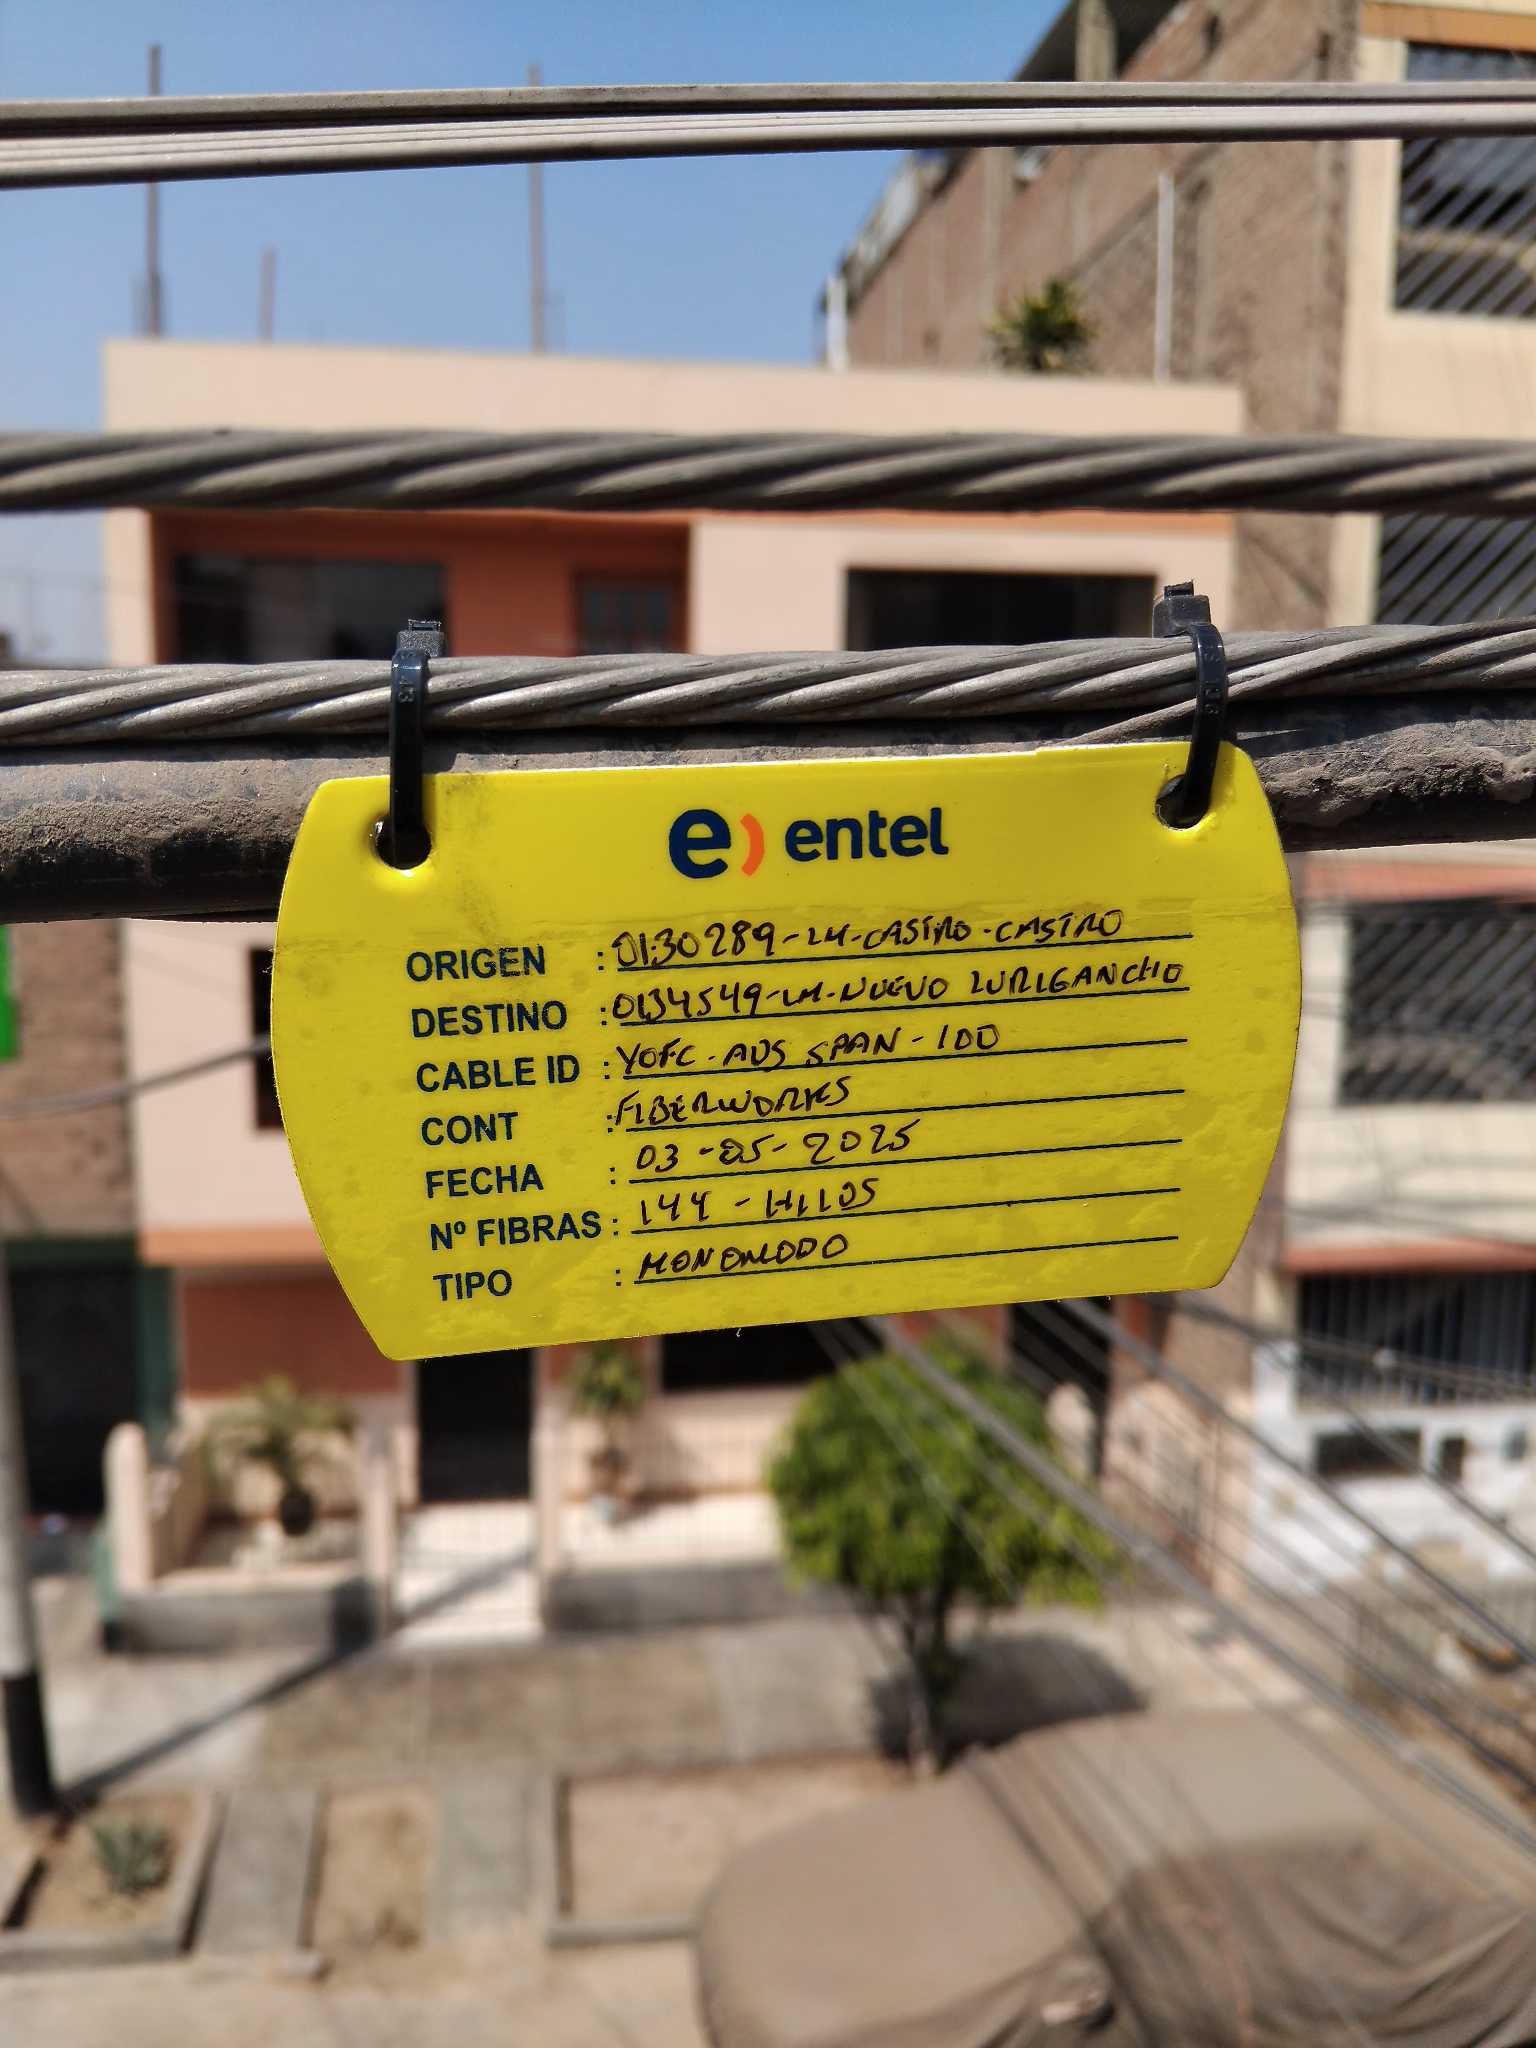 e) entel
ORIGEN : 0130289-LM-CASTRO-CASTRO
DESTINO : 0134549-LM-NUEVO LURIGANCHO
CABLE ID : YOFC-ADS SPAN-100
CONT : FIBERWORKS
FECHA : 03-05-2025
Nº FIBRAS : 144-HILOS
TIPO : MONOMODO